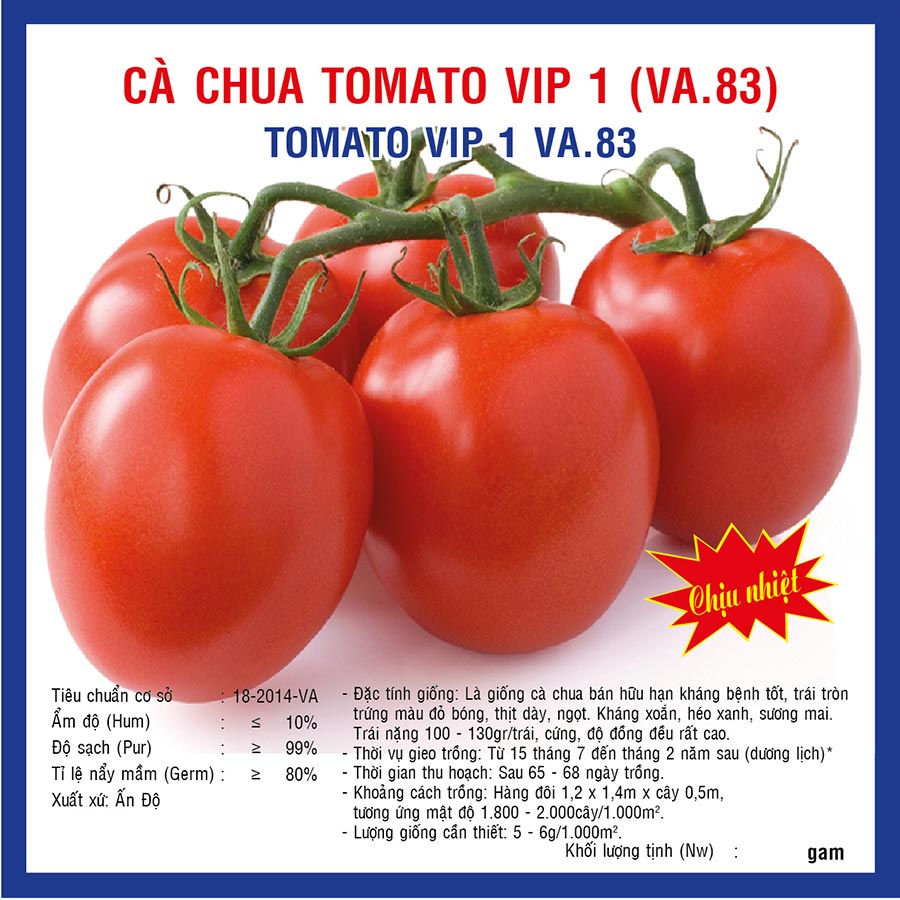 CÀ CHUA TOMATO VIP 1 (VA.83)
TOMATO VIP 1 VA.83
Chịu nhiệt
Tiêu chuẩn cơ sở : 18-2014-VA
Ẩm độ (Hum) : ≤ 10%
Độ sạch (Pur) : ≥ 99%
Tỉ lệ nẩy mầm (Germ) : ≥ 80%
Xuất xứ: Ấn Độ
- Đặc tính giống: Là giống cà chua bán hữu hạn kháng bệnh tốt, trái tròn
trứng màu đỏ bóng, thịt dày, ngọt. Kháng xoắn, héo xanh, sương mai.
Trái nặng 100 - 130gr/trái, cứng, độ đồng đều rất cao.
- Thời vụ gieo trồng: Từ 15 tháng 7 đến tháng 2 năm sau (dương lịch)*
- Thời gian thu hoạch: Sau 65 - 68 ngày trồng.
- Khoảng cách trồng: Hàng đôi 1,2 x 1,4m x cây 0,5m,
tương ứng mật độ 1.800 - 2.000cây/1.000m².
- Lượng giống cần thiết: 5 - 6g/1.000m².
Khối lượng tịnh (Nw) : gam